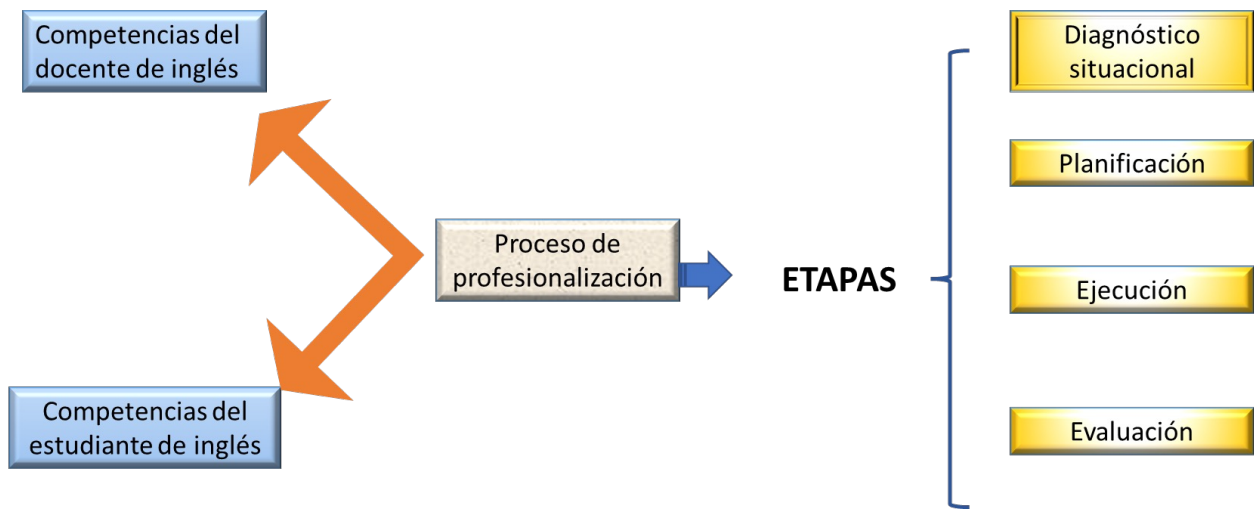 Competencias del
docente de inglés
Competencias del
estudiante de inglés
Proceso de
profesionalización
ETAPAS
Diagnóstico
situacional
Planificación
Ejecución
Evaluación